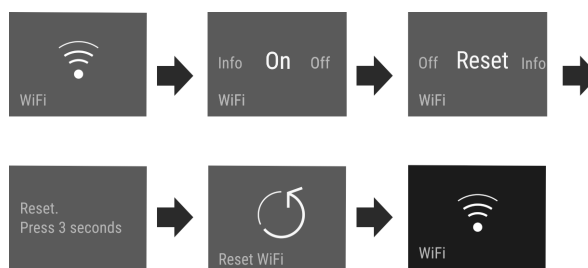 WiFi
Info On Off
WiFi
Off Reset Info
WiFi
Reset.
Press 3 seconds
Reset WiFi
WiFi